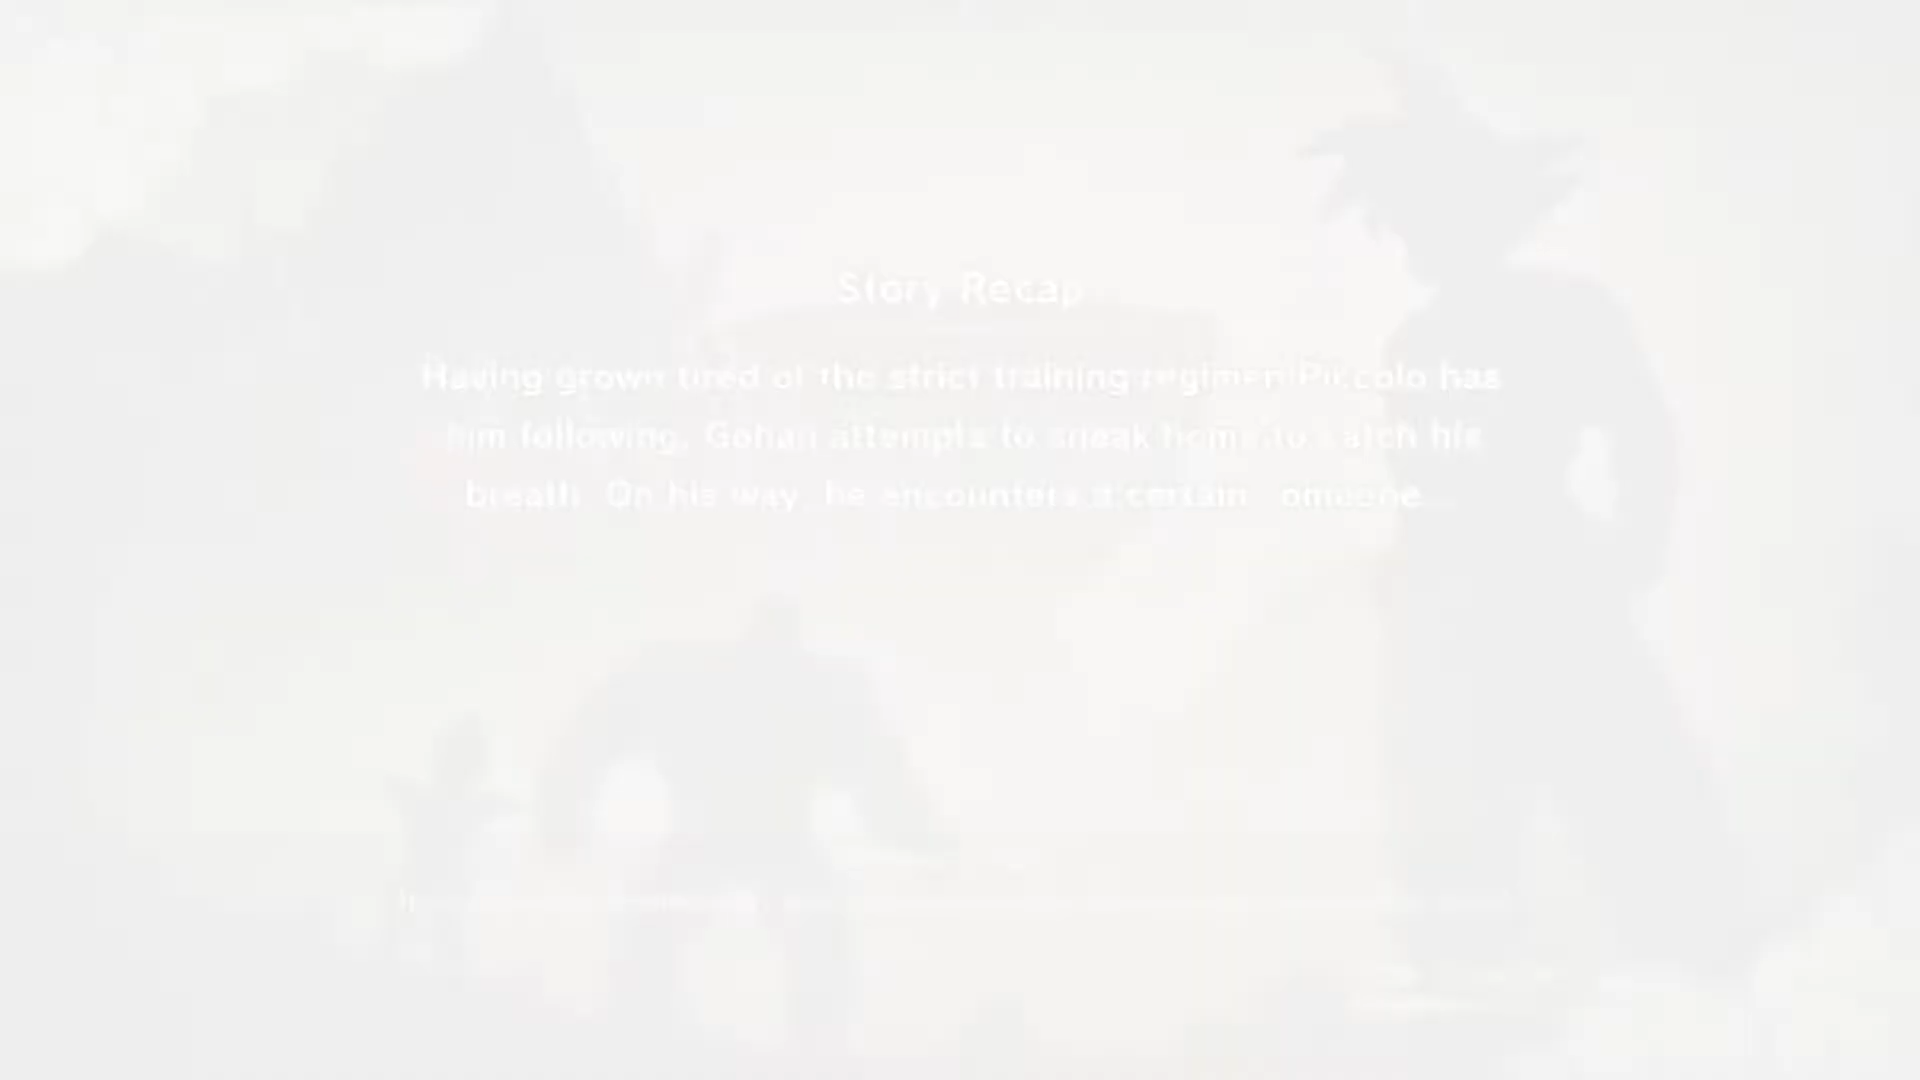 Story Recap
Having grown tired of the strict training regimen Piccolo has
him following, Gohan attempts to sneak home to catch his
breath. On his way, he encounters a certain someone...